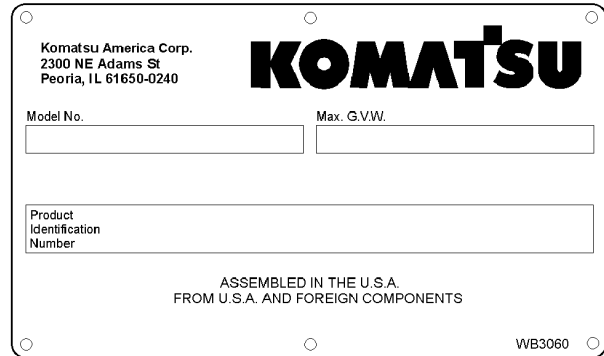 Komatsu America Corp.
2300 NE Adams St
Peoria, IL 61650-0240
KOMATSU
Model No.
Max. G.V.W.
Product
Identification
Number
ASSEMBLED IN THE U.S.A.
FROM U.S.A. AND FOREIGN COMPONENTS
WB3060